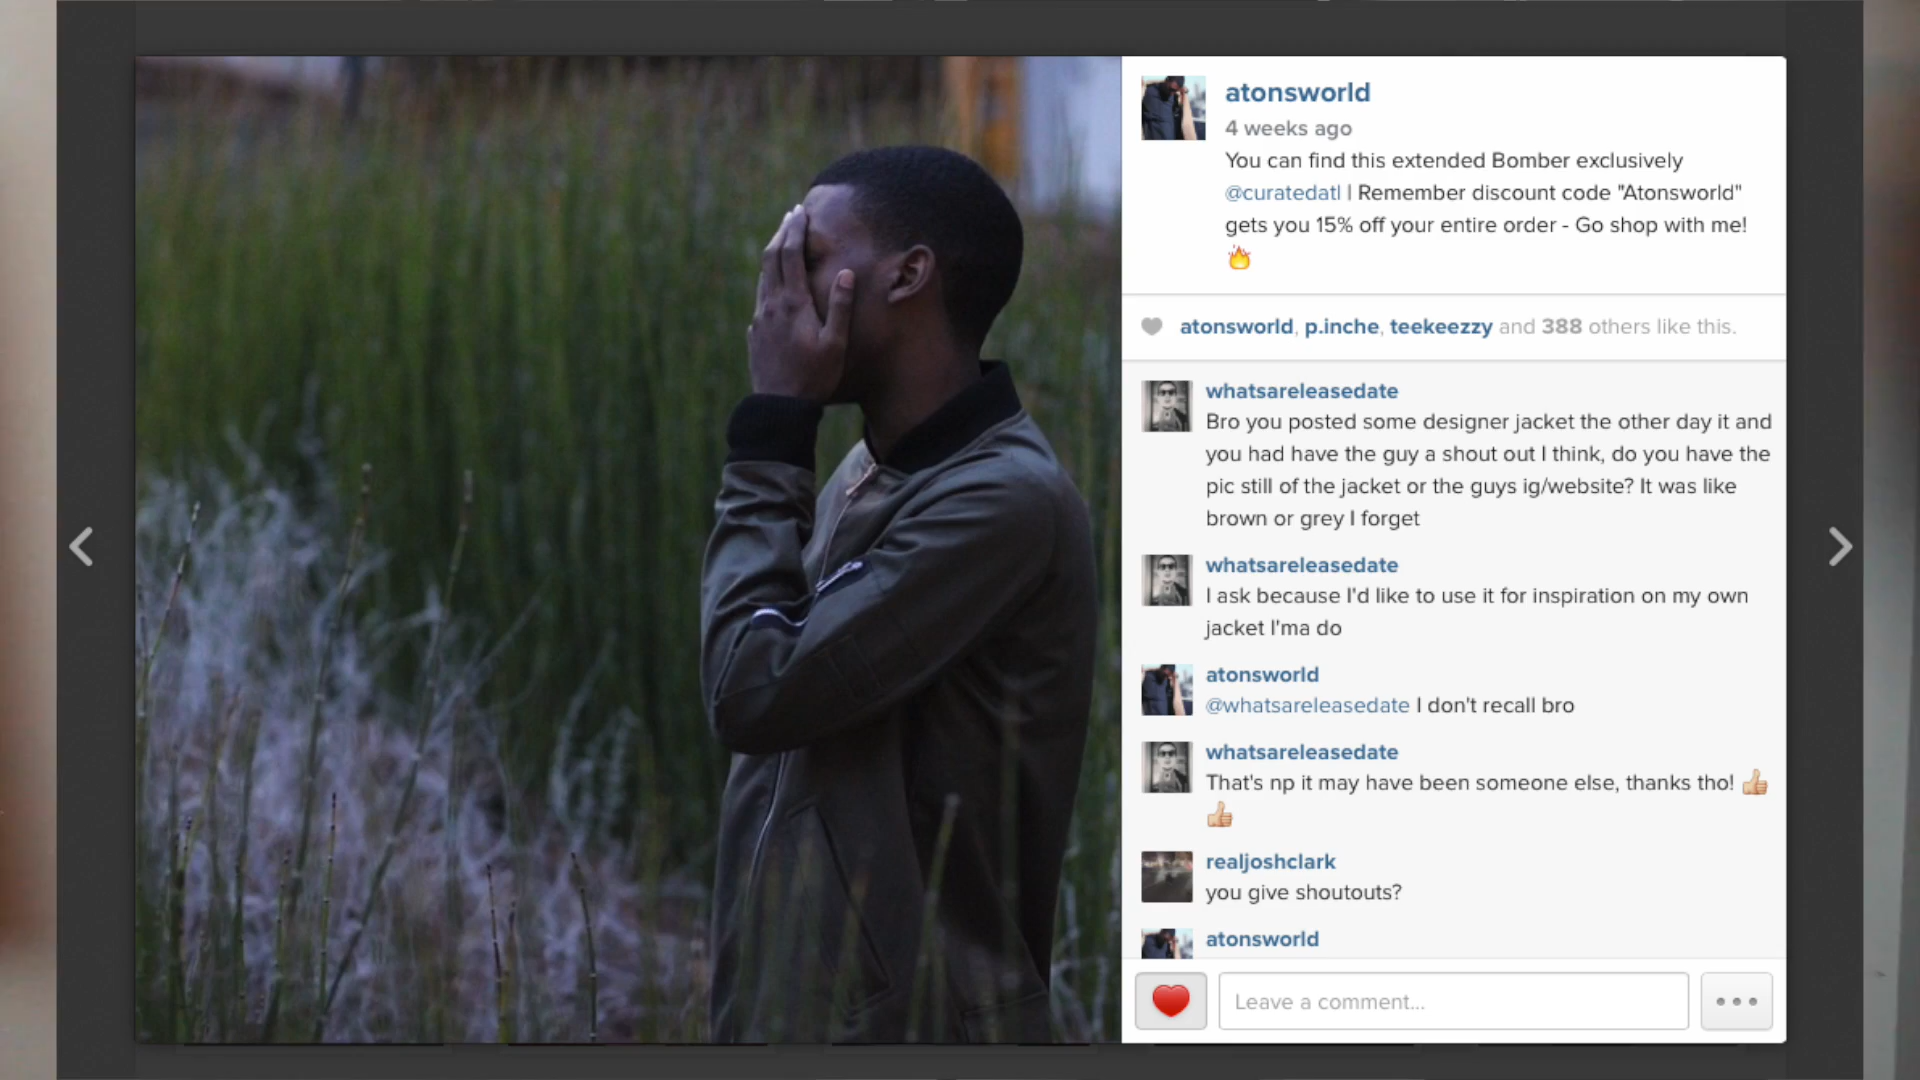 atonsworld
4 weeks ago
You can find this extended Bomber exclusively
@curatedatl | Remember discount code "Atonsworld"
gets you 15% off your entire order - Go shop with me!
🔥
atonsworld, p.inche, teekeezzy and 388 others like this.
whatsareleasedate
Bro you posted some designer jacket the other day it and
you had have the guy a shout out I think, do you have the
pic still of the jacket or the guys ig/website? It was like
brown or grey I forget
whatsareleasedate
I ask because I'd like to use it for inspiration on my own
jacket I'ma do
atonsworld
@whatsareleasedate I don't recall bro
whatsareleasedate
That's np it may have been someone else, thanks tho! 👍
👍
realjoshclark
you give shoutouts?
atonsworld
Leave a comment...